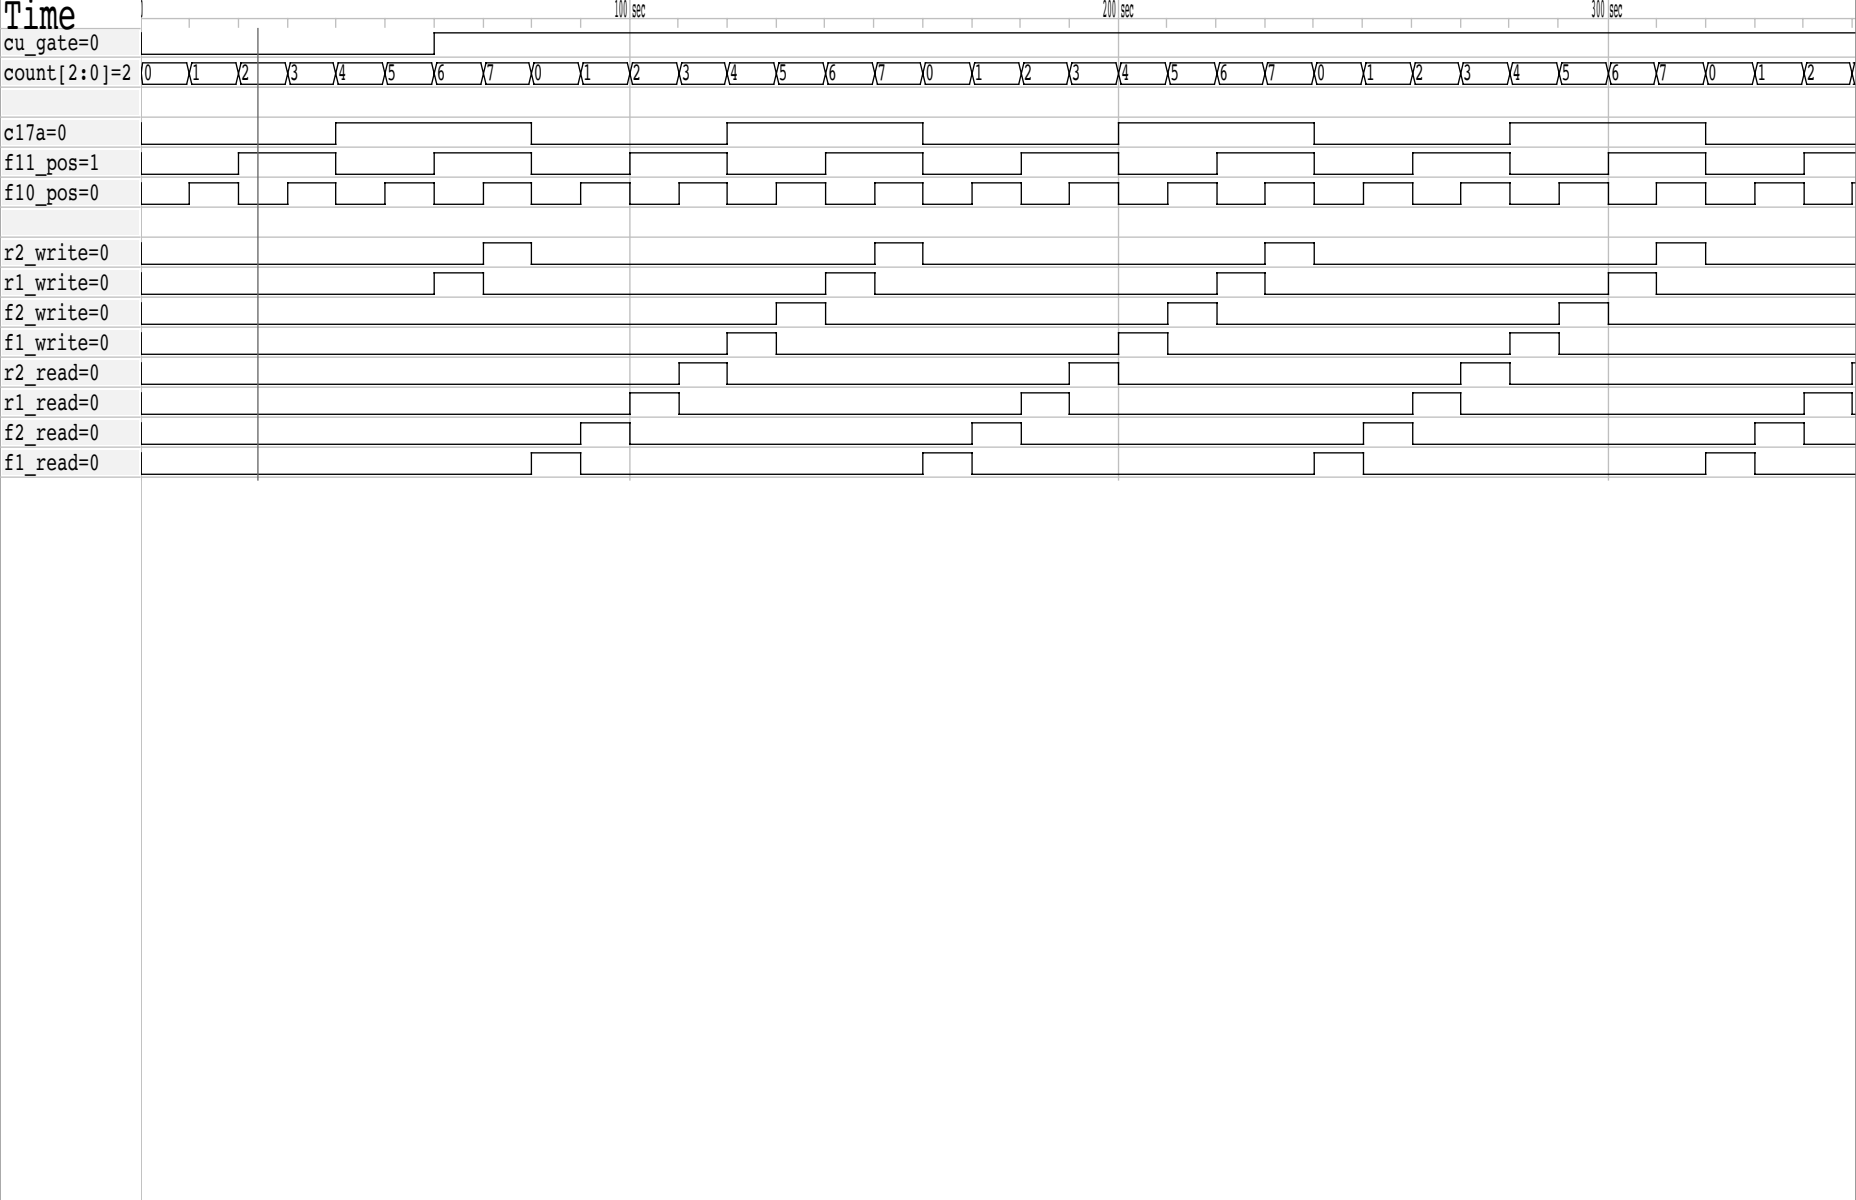 Time
100 sec 200 sec 300 sec
cu_gate=0
count[2:0]=2 0 1 2 3 4 5 6 7 0 1 2 3 4 5 6 7 0 1 2 3 4 5 6 7 0 1 2 3 4 5 6 7 0 1 2
c17a=0
f11_pos=1
f10_pos=0
r2_write=0
r1_write=0
f2_write=0
f1_write=0
r2_read=0
r1_read=0
f2_read=0
f1_read=0